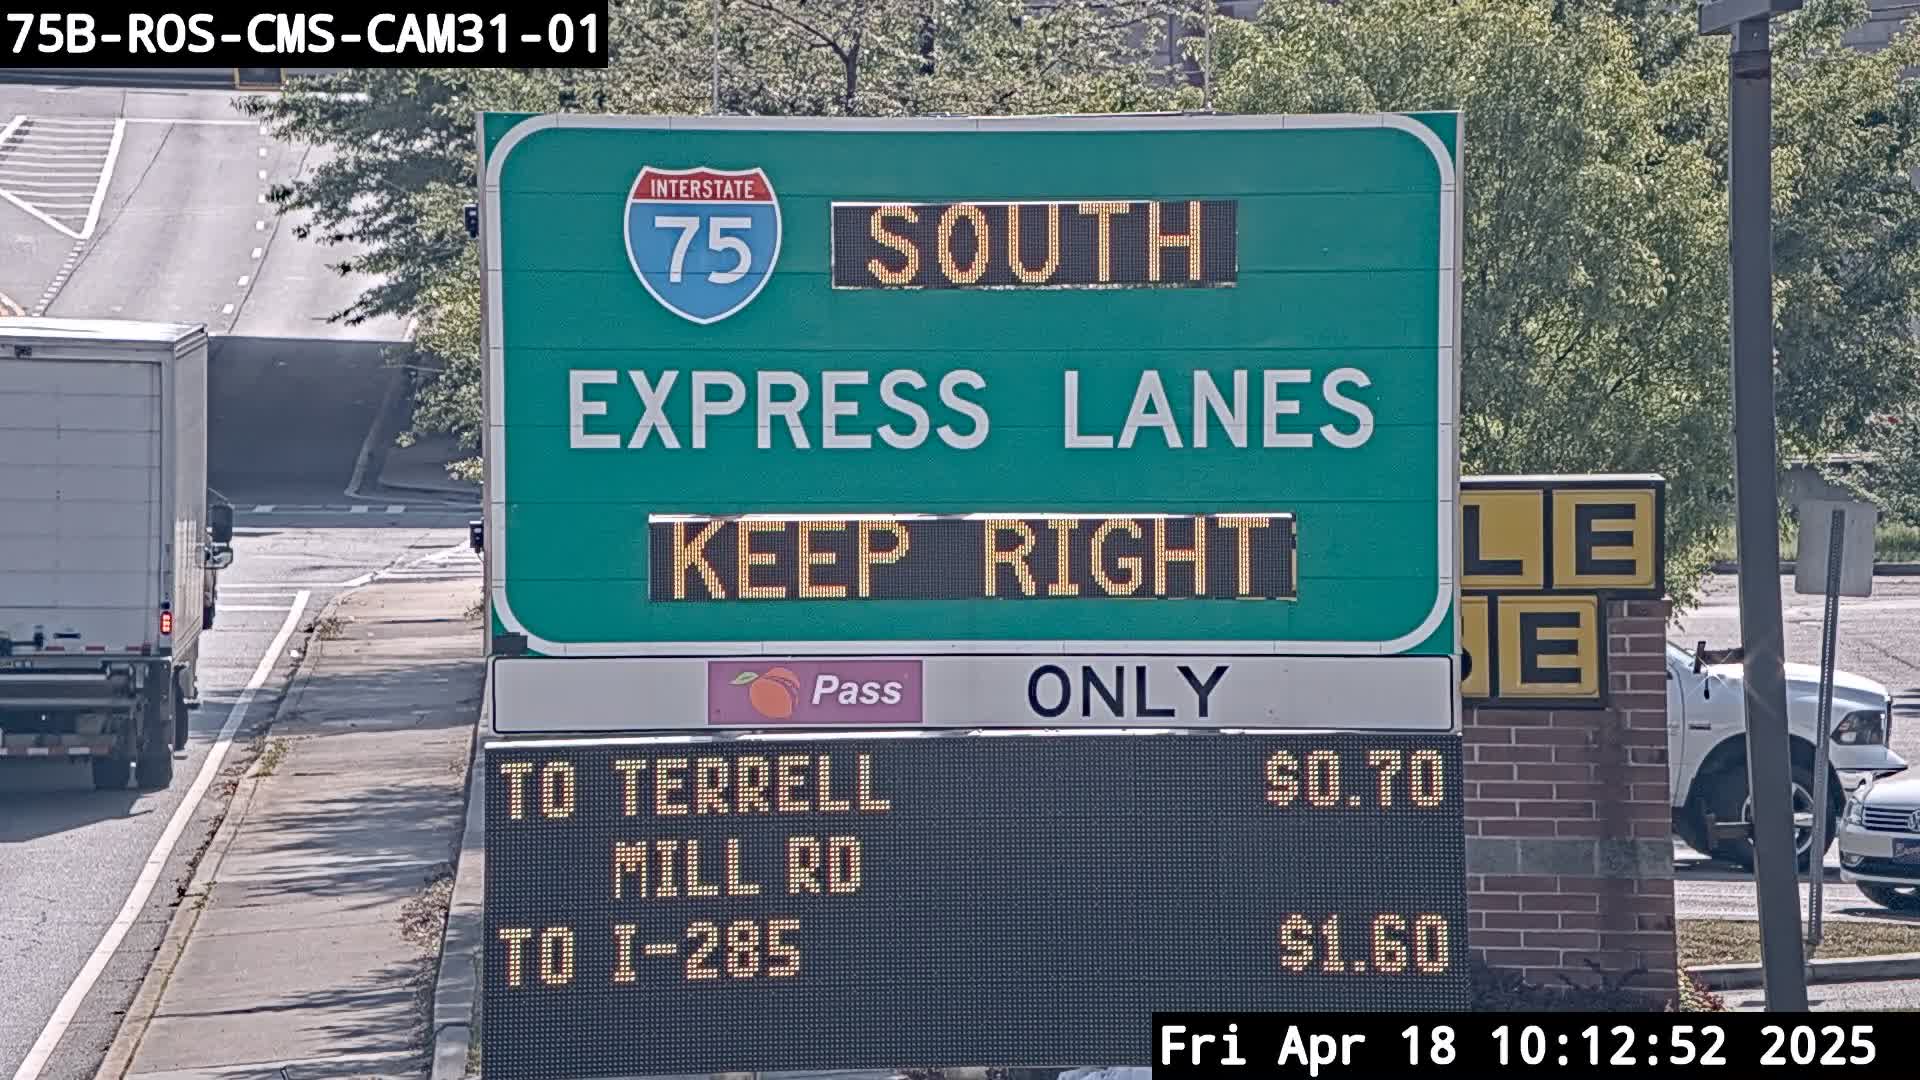 75B-ROS-CMS-CAM31-01
INTERSTATE
75
SOUTH
EXPRESS LANES
KEEP RIGHT
Pass ONLY
TO TERRELL $0.70
MILL RD
TO I-285 $1.60
LE
E
Fri Apr 18 10:12:52 2025